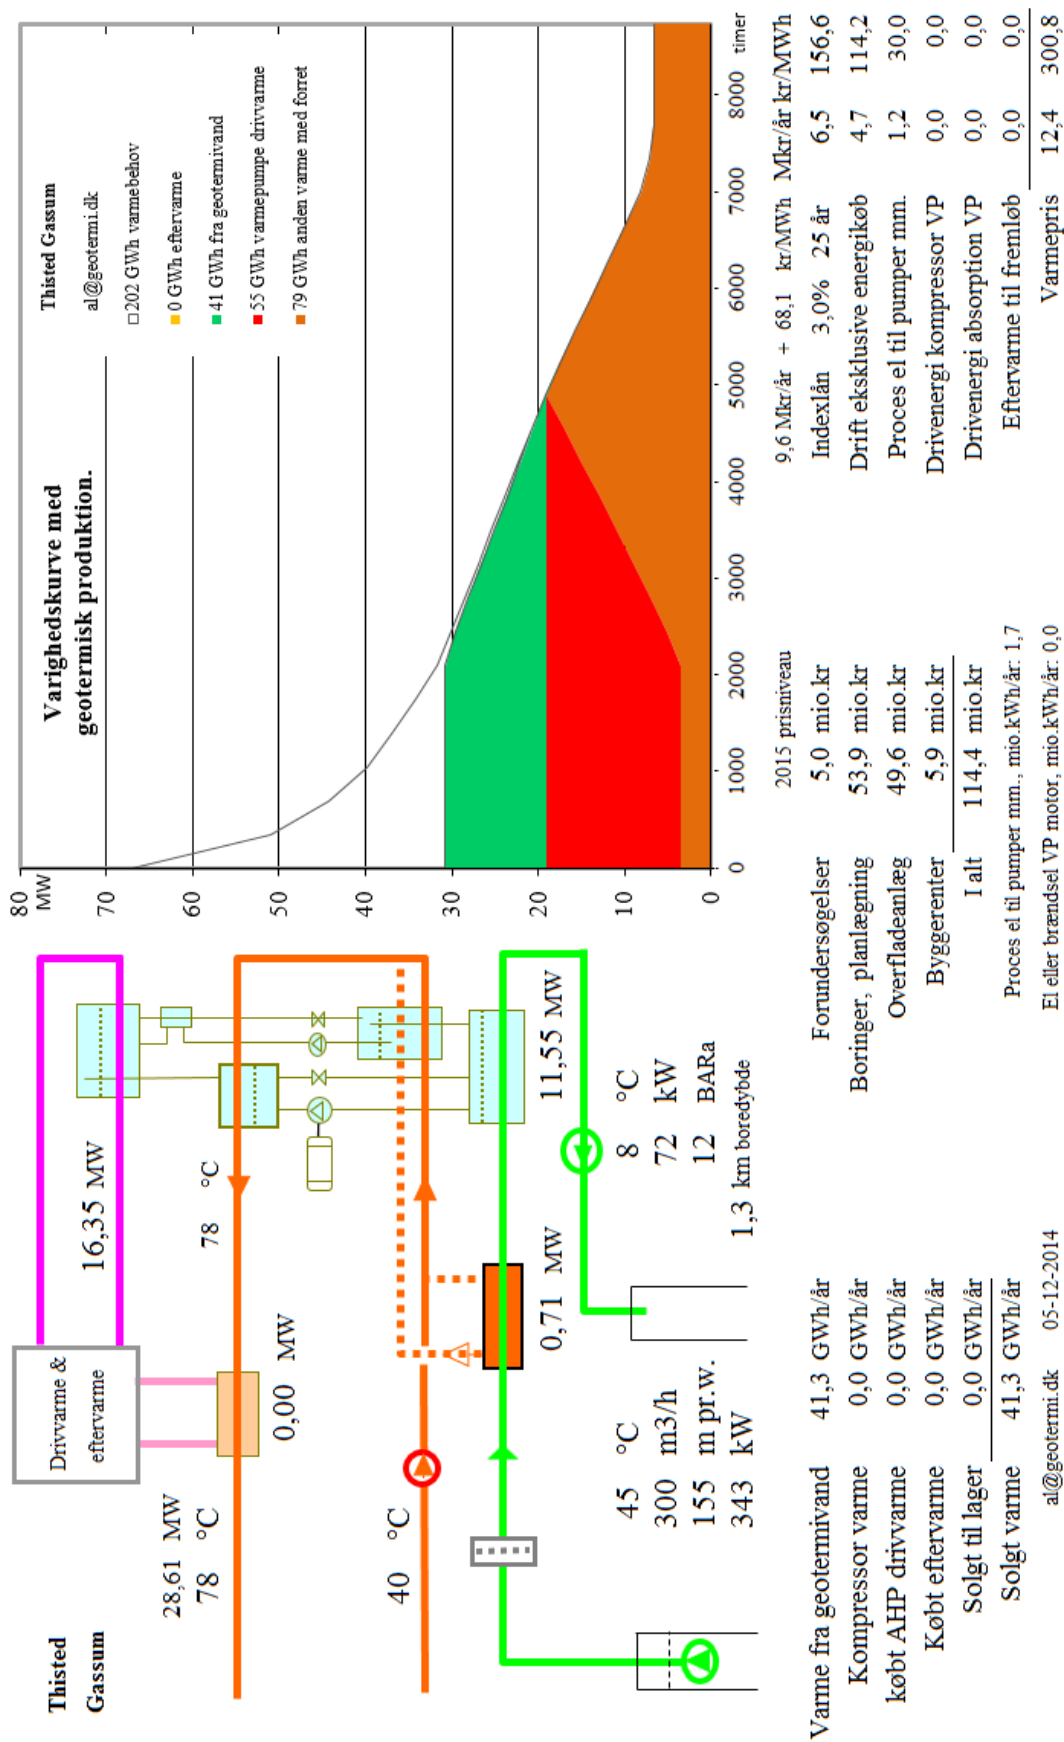 Thisted
Gassum
28,61 MW
78 °C
Drivvarme &
eftervarme
16,35 MW
0,00 MW
78 °C
40 °C
45 °C
300 m3/h
155 m pr.w.
343 kW
0,71 MW
11,55 MW
8 °C
72 kW
12 BARa
1,3 km boredybde
Varighedskurve med
geotermisk produktion.
Thisted Gassum
al@geotermi.dk
202 GWh varmebehov
0 GWh eftervarme
41 GWh fra geotermivand
55 GWh varmepumpe drivvarme
79 GWh anden varme med forret
80
MW
70
60
50
40
30
20
10
0
0 1000 2000 3000 4000 5000 6000 7000 8000 timer
Varme fra geotermivand 41,3 GWh/år
Kompressor varme 0,0 GWh/år
købt AHP drivvarme 0,0 GWh/år
Købt eftervarme 0,0 GWh/år
Solgt til lager 0,0 GWh/år
Solgt varme 41,3 GWh/år
al@geotermi.dk 05-12-2014
2015 prisniveau
Forundersøgelser 5,0 mio.kr
Boringer, planlægning 53,9 mio.kr
Overfladeanlæg 49,6 mio.kr
Byggerenter 5,9 mio.kr
I alt 114,4 mio.kr
Proces el til pumper mm., mio.kWh/år: 1,7
El eller brændsel VP motor, mio.kWh/år: 0,0
9,6 Mkr/år + 68,1 kr/MWh Mkr/år kr/MWh
Indexlån 3,0% 25 år 6,5 156,6
Drift eksklusive energikøb 4,7 114,2
Proces el til pumper mm. 1,2 30,0
Drivenergi kompressor VP 0,0 0,0
Drivenergi absorption VP 0,0 0,0
Eftervarme til fremløb 0,0 0,0
Varmepris 12,4 300,8